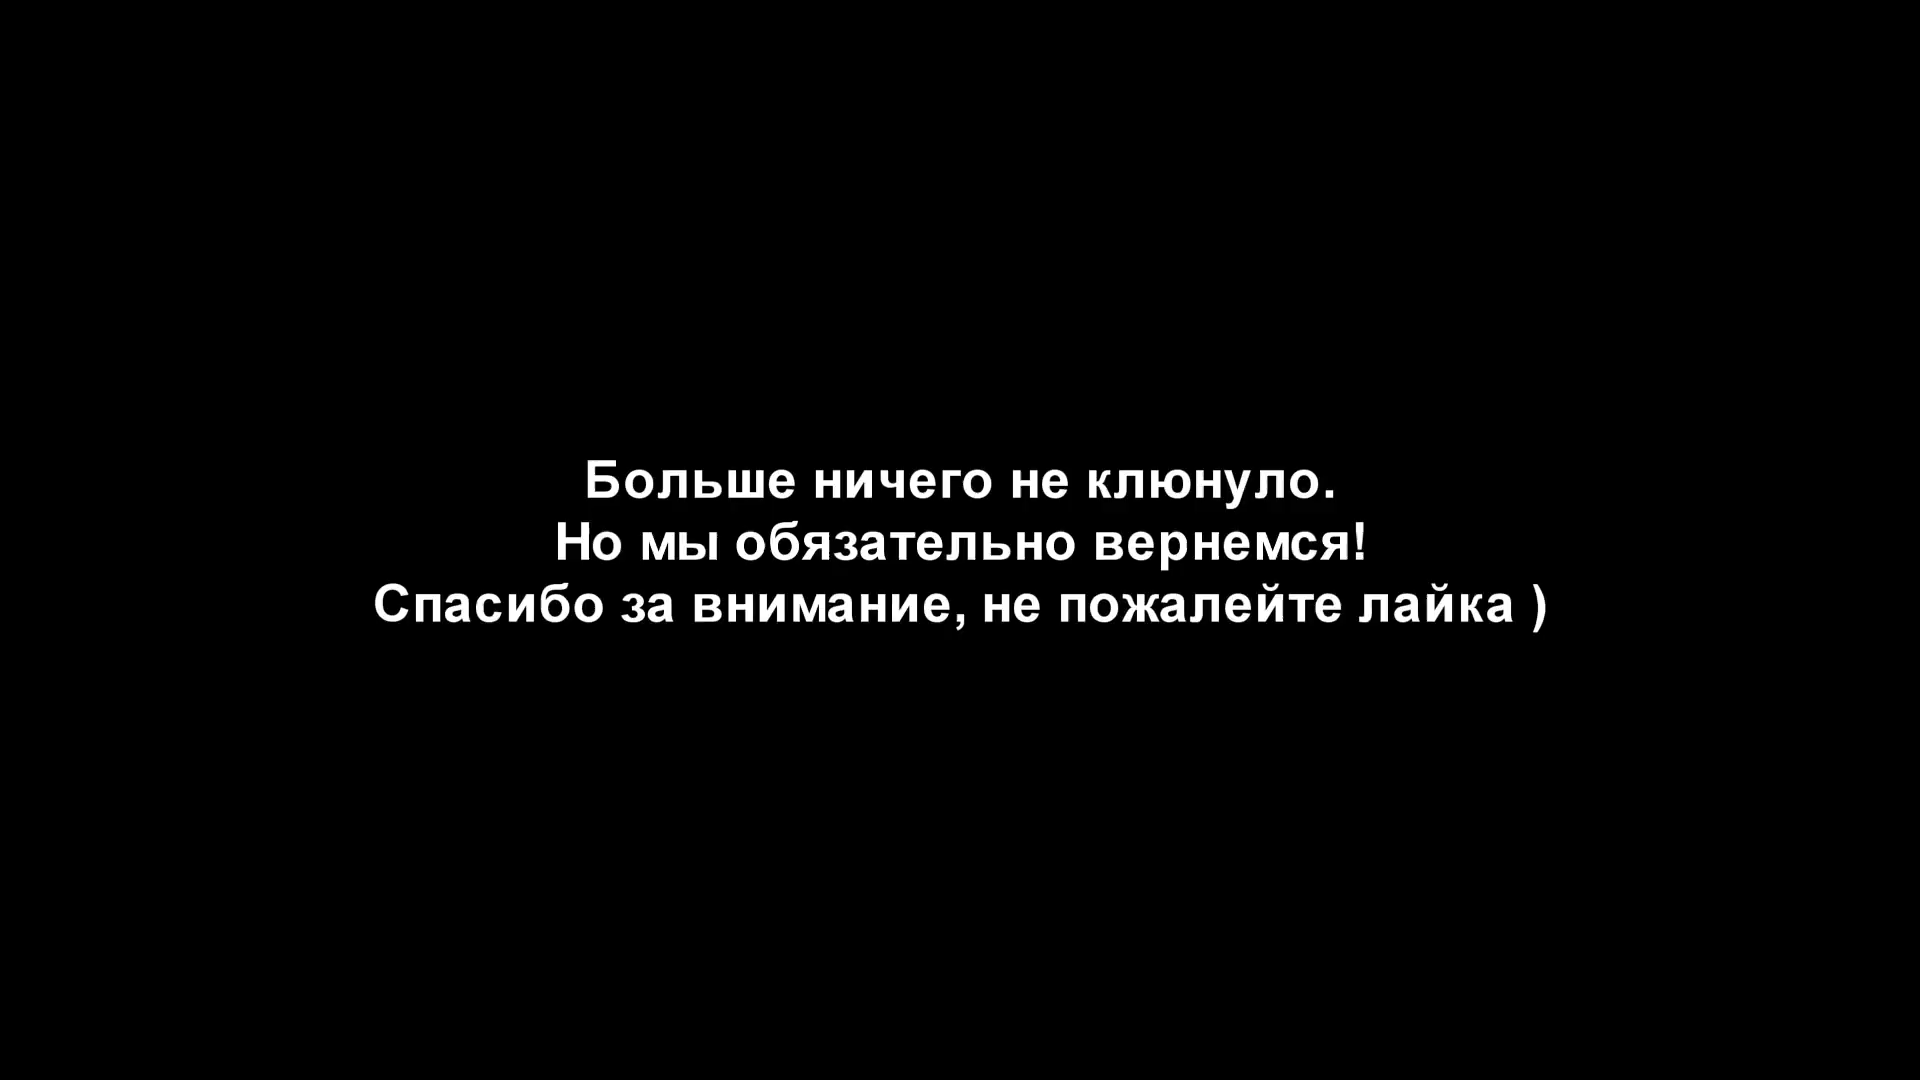 Больше ничего не клюнуло.
Но мы обязательно вернемся!
Спасибо за внимание, не пожалейте лайка )